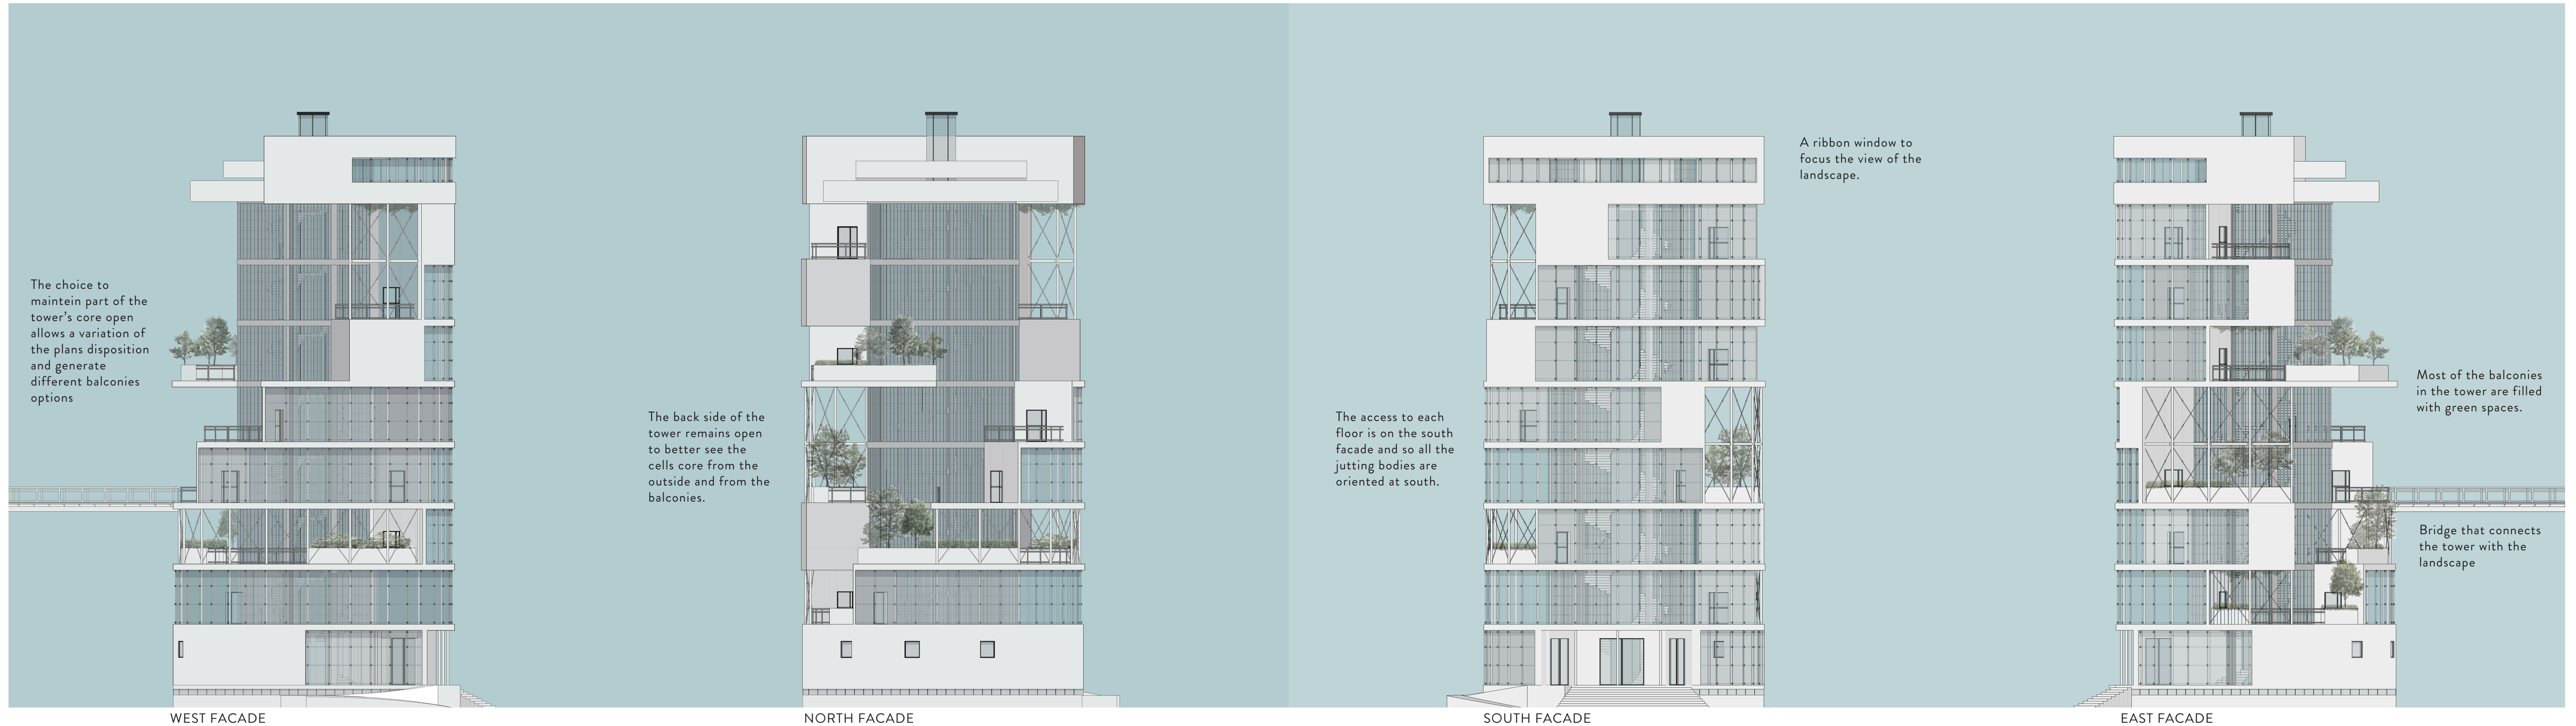 The choice to
maintein part of the
tower's core open
allows a variation of
the plans disposition
and generate
different balconies
options
WEST FACADE
The back side of the
tower remains open
to better see the
cells core from the
outside and from the
balconies.
NORTH FACADE
The access to each
floor is on the south
facade and so all the
jutting bodies are
oriented at south.
A ribbon window to
focus the view of the
landscape.
SOUTH FACADE
Most of the balconies
in the tower are filled
with green spaces.
Bridge that connects
the tower with the
landscape
EAST FACADE